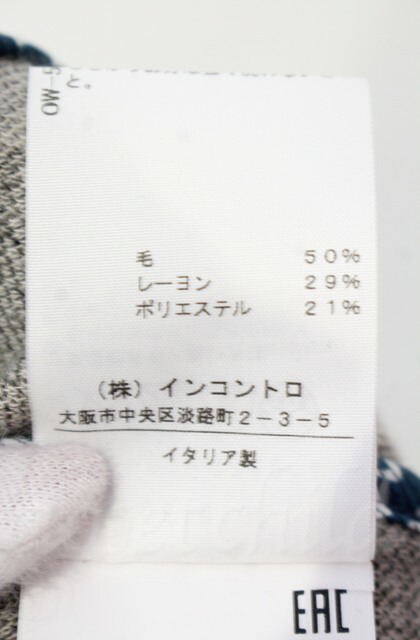 と。
毛 50%
レーヨン 29%
ポリエステル 21%
(株) インコントロ
大阪市中央区淡路町2-3-5
イタリア製
EAC